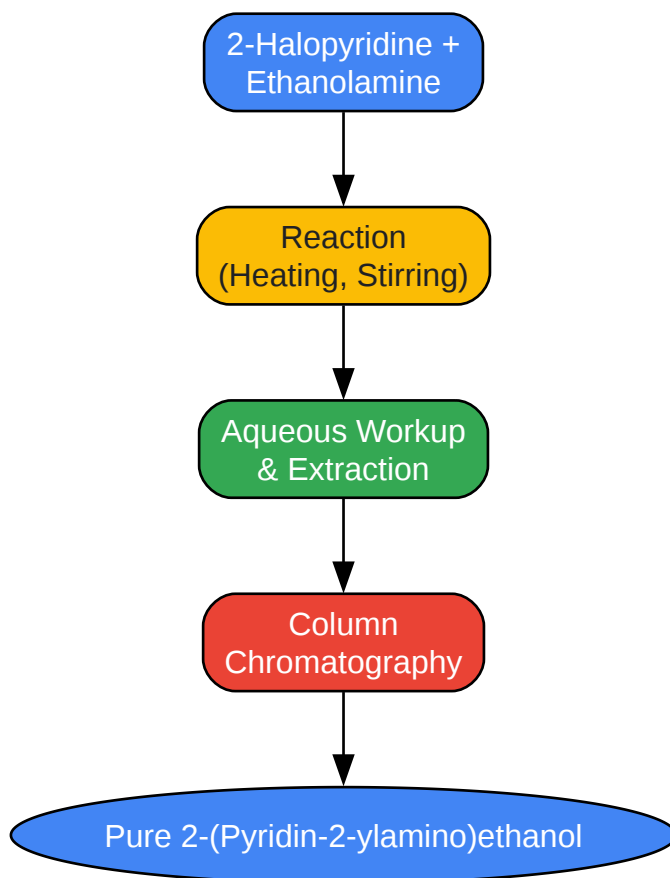 2-Halopyridine +
Ethanolamine
Reaction
(Heating, Stirring)
Aqueous Workup
& Extraction
Column
Chromatography
Pure 2-(Pyridin-2-ylamino)ethanol